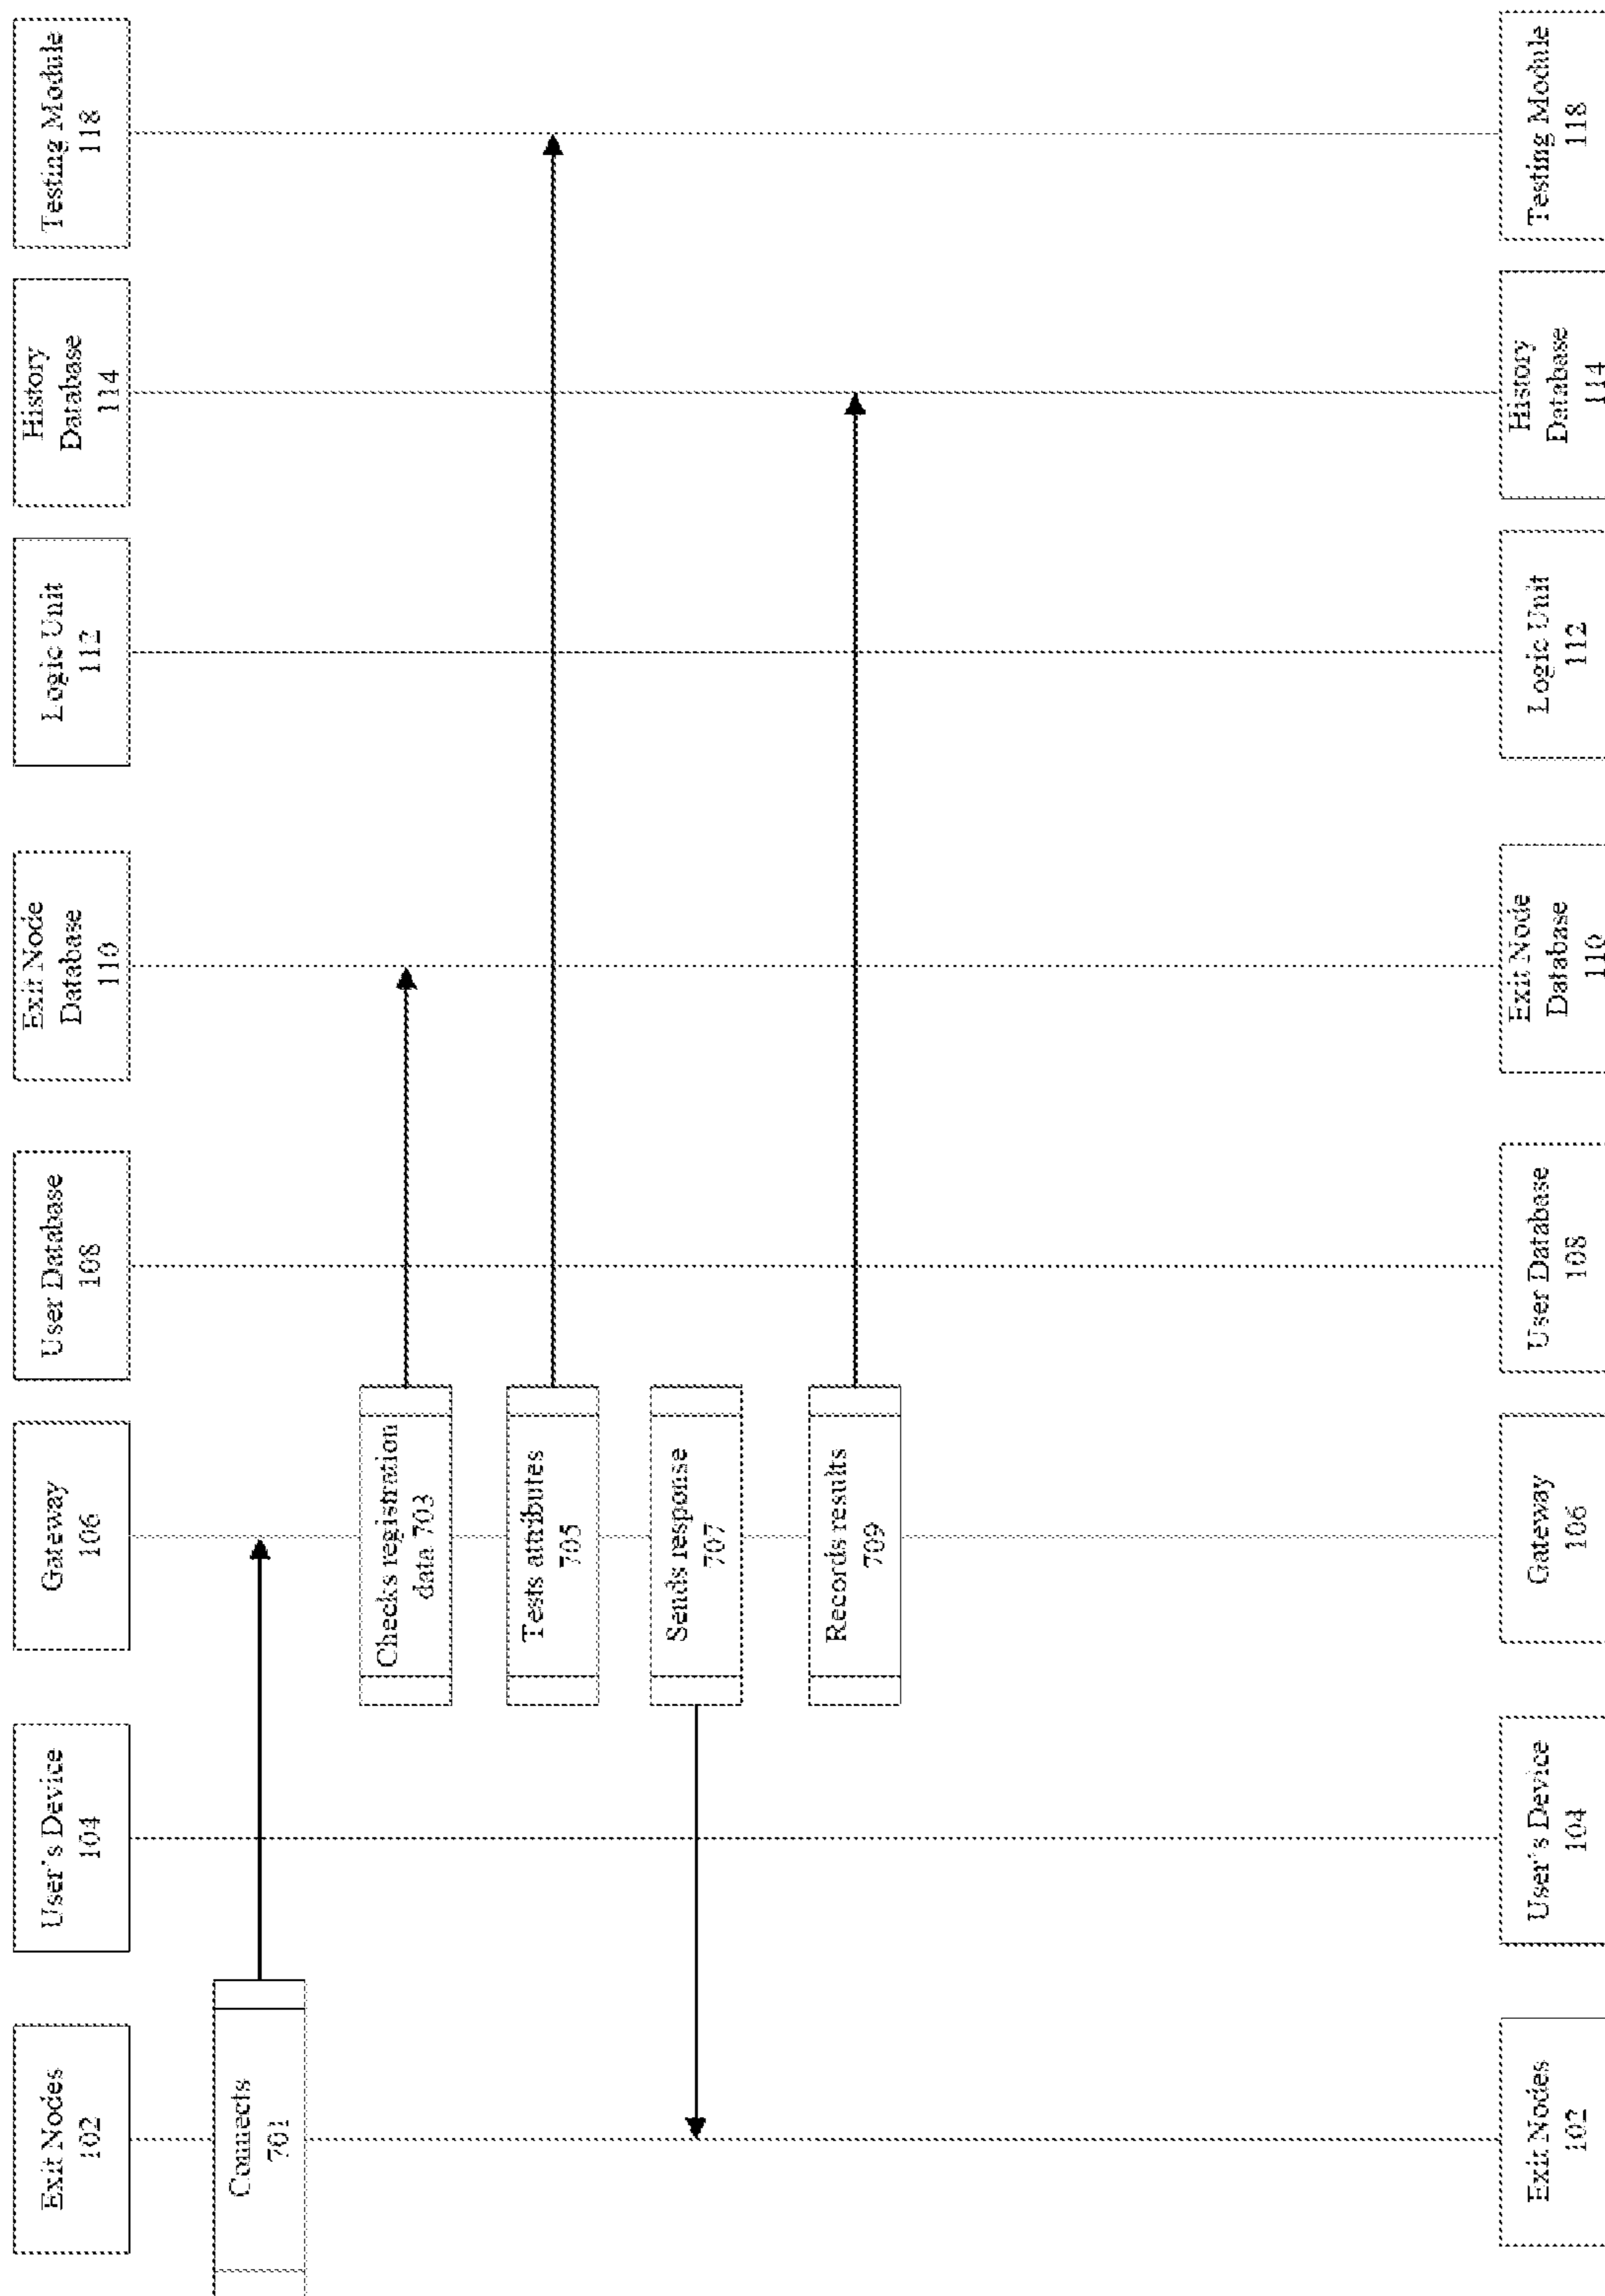 Exit Nodes
102
User's Device
104
Gateway
106
User Database
108
Exit Node
Database
110
Logic Unit
112
History
Database
114
Testing Module
118
Connects
701
Checks registration
data 703
Tests attributes
705
Sends response
707
Records results
709
Exit Nodes
102
User's Device
104
Gateway
106
User Database
108
Exit Node
Database
110
Logic Unit
112
History
Database
114
Testing Module
118